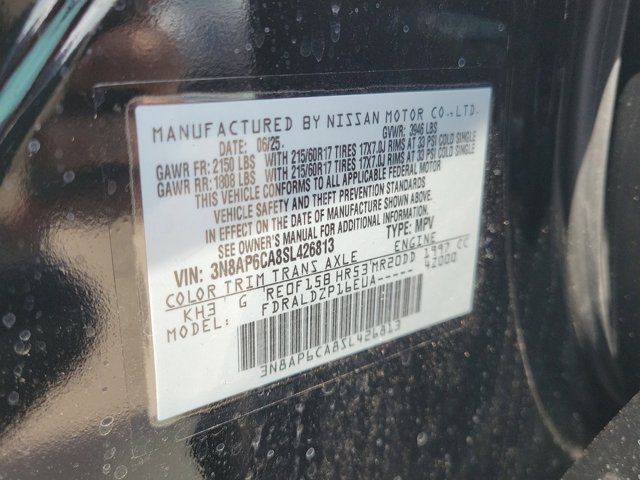 MANUFACTURED BY NISSAN MOTOR CO., LTD.
DATE: 06/25. GVWR: 3946 LBS
GAWR FR: 2150 LBS WITH 215/60R17 TIRES 17X7.0J RIMS AT 33 PSI COLD SINGLE
GAWR RR: 1808 LBS WITH 215/60R17 TIRES 17X7.0J RIMS AT 33 PSI COLD SINGLE
THIS VEHICLE CONFORMS TO ALL APPLICABLE FEDERAL MOTOR
VEHICLE SAFETY AND THEFT PREVENTION STANDARDS
IN EFFECT ON THE DATE OF MANUFACTURE SHOWN ABOVE.
SEE OWNER'S MANUAL FOR ADDITIONAL INFORMATION.
VIN: 3N8AP6CA8SL426813 TYPE: MPV
COLOR TRIM TRANS AXLE ENGINE 1997 CC
KH3 G RE0F15B HR53 MR20DD 42000
MODEL: FDRALDZP16EUA-----
3N8AP6CA8SL426813